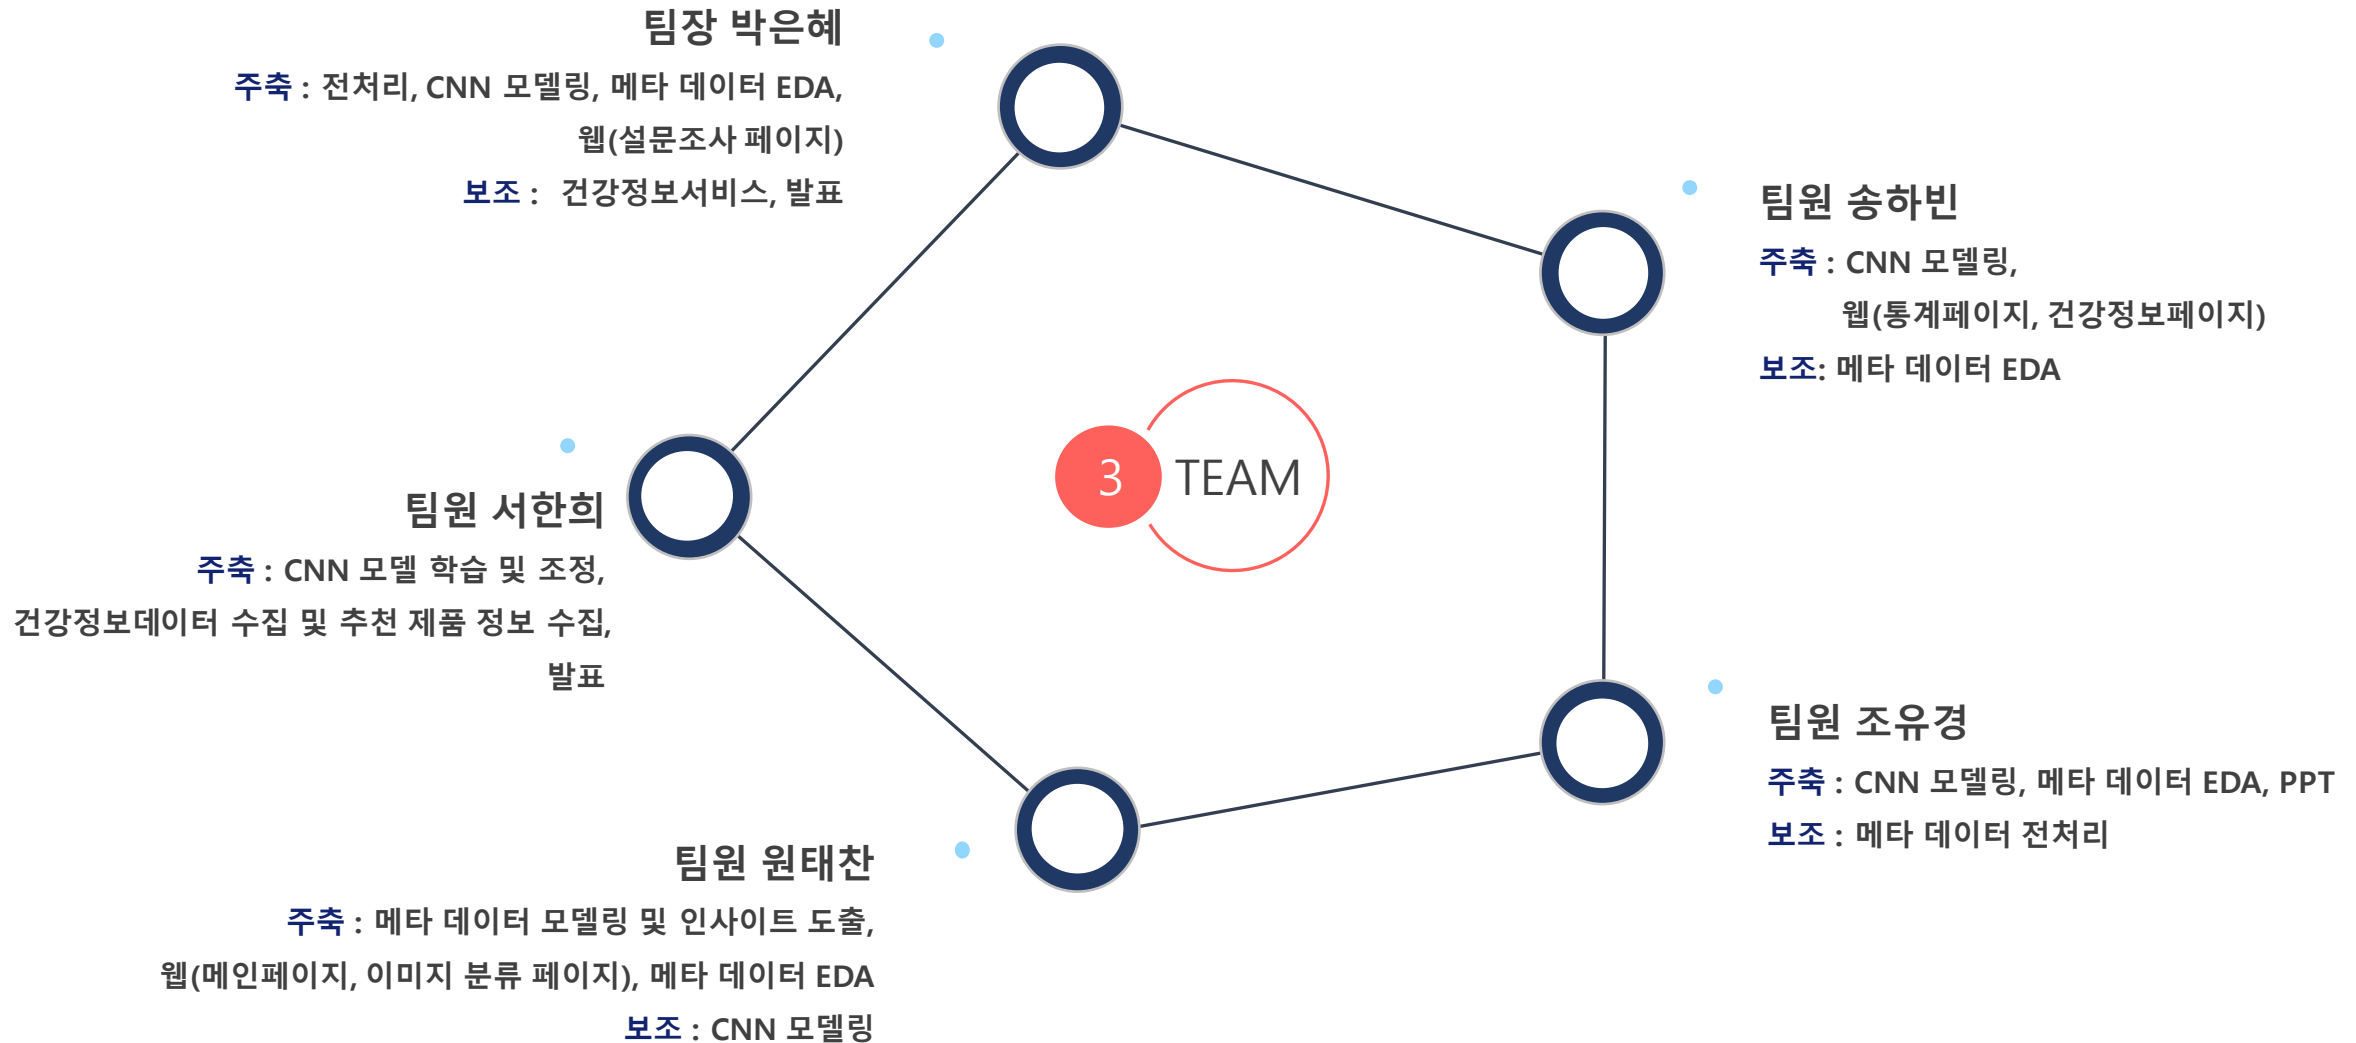 팀장 박은혜
주축 : 전처리, CNN 모델링, 메타 데이터 EDA,
웹(설문조사 페이지)
보조 : 건강정보서비스, 발표
팀원 송하빈
주축 : CNN 모델링,
웹(통계페이지, 건강정보페이지)
보조: 메타 데이터 EDA
3 TEAM
팀원 서한희
주축 : CNN 모델 학습 및 조정,
건강정보데이터 수집 및 추천 제품 정보 수집,
발표
팀원 조유경
주축 : CNN 모델링, 메타 데이터 EDA, PPT
보조 : 메타 데이터 전처리
팀원 원태찬
주축 : 메타 데이터 모델링 및 인사이트 도출,
웹(메인페이지, 이미지 분류 페이지), 메타 데이터 EDA
보조 : CNN 모델링